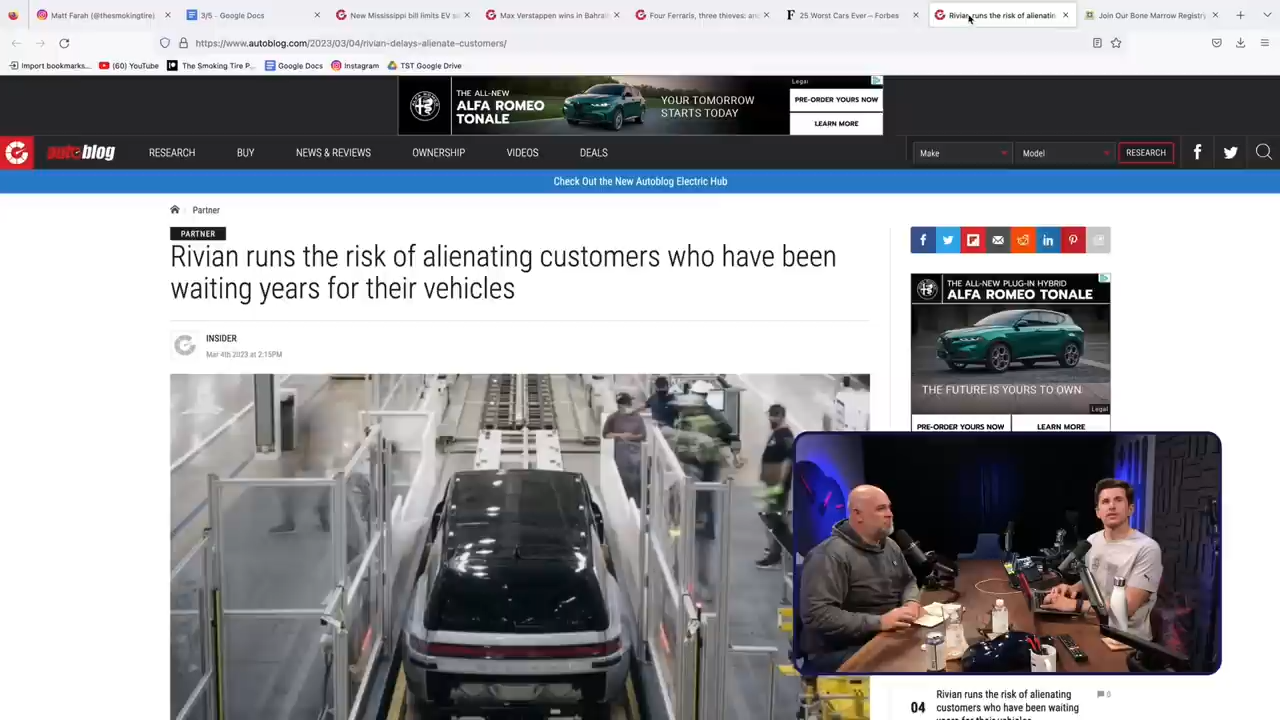 Matt Farah (@thesmokingtire)
3/5 - Google Docs
New Mississippi bill limits EV se
Max Verstappen wins in Bahrain
Four Ferraris, three thieves: an
25 Worst Cars Ever – Forbes
Rivian runs the risk of alienatin
Join Our Bone Marrow Registry
https://www.autoblog.com/2023/03/04/rivian-delays-alienate-customers/
Import bookmarks...
(60) YouTube
The Smoking Tire P...
Google Docs
Instagram
TST Google Drive
THE ALL-NEW
ALFA ROMEO
TONALE
YOUR TOMORROW
STARTS TODAY
Legal
PRE-ORDER YOURS NOW
LEARN MORE
autoblog
RESEARCH
BUY
NEWS & REVIEWS
OWNERSHIP
VIDEOS
DEALS
Make
Model
RESEARCH
Check Out the New Autoblog Electric Hub
Partner
PARTNER
Rivian runs the risk of alienating customers who have been
waiting years for their vehicles
INSIDER
Mar 4th 2023 at 2:15PM
THE ALL-NEW PLUG-IN HYBRID
ALFA ROMEO TONALE
THE FUTURE IS YOURS TO OWN
Legal
PRE-ORDER YOURS NOW
LEARN MORE
04
Rivian runs the risk of alienating
customers who have been waiting
years for their vehicles
0